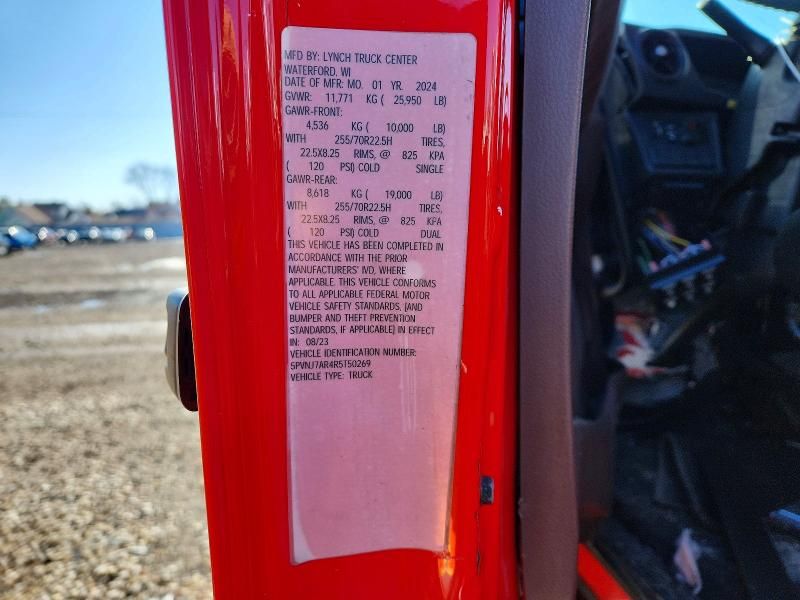 MFD BY: LYNCH TRUCK CENTER
WATERFORD, WI
DATE OF MFR: MO. 01 YR. 2024
GVWR: 11,771 KG ( 25,950 LB)
GAWR-FRONT:
4,536 KG ( 10,000 LB)
WITH 255/70R22.5H TIRES,
22.5X8.25 RIMS, @ 825 KPA
( 120 PSI) COLD SINGLE
GAWR-REAR:
8,618 KG ( 19,000 LB)
WITH 255/70R22.5H TIRES,
22.5X8.25 RIMS, @ 825 KPA
( 120 PSI) COLD DUAL
THIS VEHICLE HAS BEEN COMPLETED IN
ACCORDANCE WITH THE PRIOR
MANUFACTURERS' IVD, WHERE
APPLICABLE. THIS VEHICLE CONFORMS
TO ALL APPLICABLE FEDERAL MOTOR
VEHICLE SAFETY STANDARDS, [AND
BUMPER AND THEFT PREVENTION
STANDARDS, IF APPLICABLE] IN EFFECT
IN: 08/23
VEHICLE IDENTIFICATION NUMBER:
5PVNJ7AR4R5T50269
VEHICLE TYPE: TRUCK